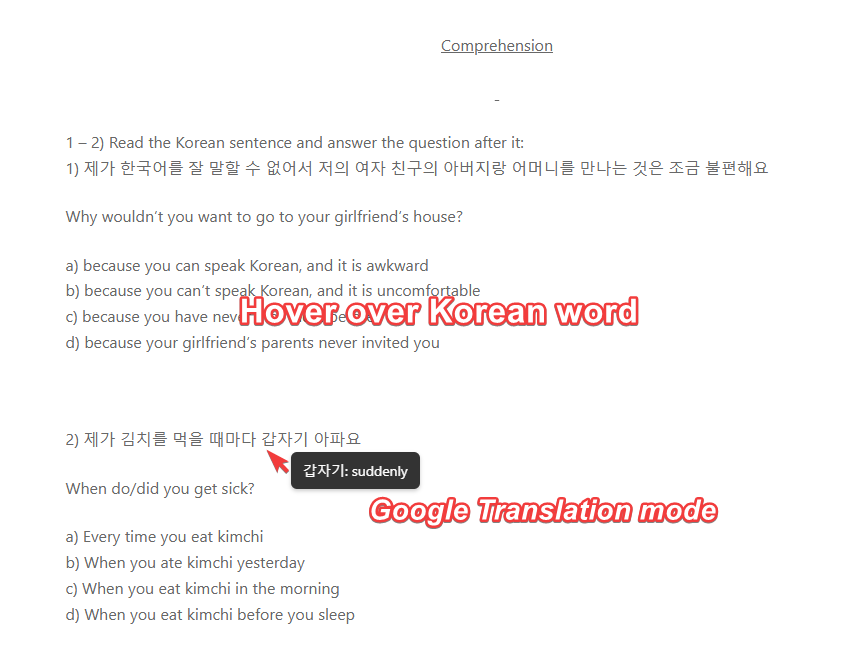 Comprehension
-
1 – 2) Read the Korean sentence and answer the question after it:
1) 제가 한국어를 잘 말할 수 없어서 저의 여자 친구의 아버지랑 어머니를 만나는 것은 조금 불편해요
Why wouldn't you want to go to your girlfriend's house?
a) because you can speak Korean, and it is awkward
b) because you can't speak Korean, and it is uncomfortable
Hover over Korean word
c) because you have
d) because your girlfriend's parents never invited you
2) 제가 김치를 먹을 때마다 갑자기 아파요
갑자기: suddenly
When do/did you get sick?
Google Translation mode
a) Every time you eat kimchi
b) When you ate kimchi yesterday
c) When you eat kimchi in the morning
d) When you eat kimchi before you sleep